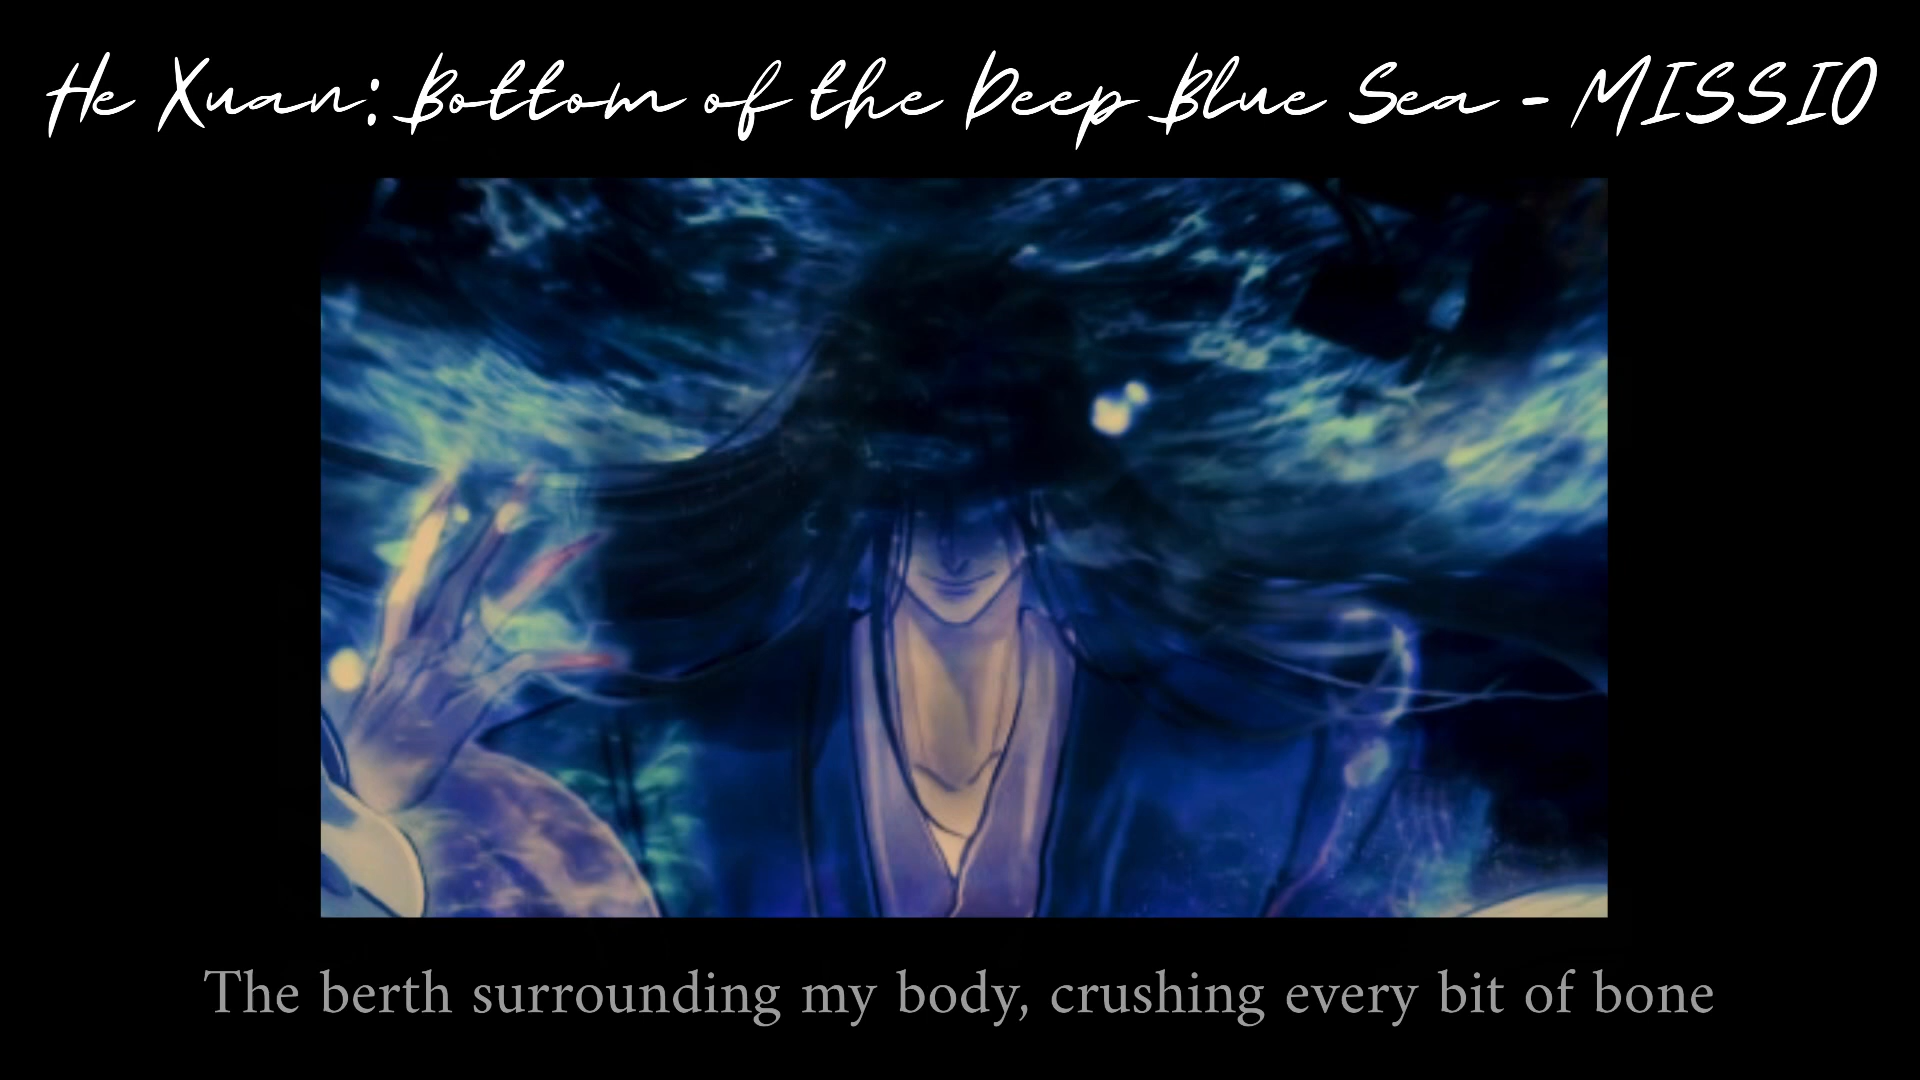 He Xuan: Bottom of the Deep Blue Sea - MISSIO
The berth surrounding my body, crushing every bit of bone